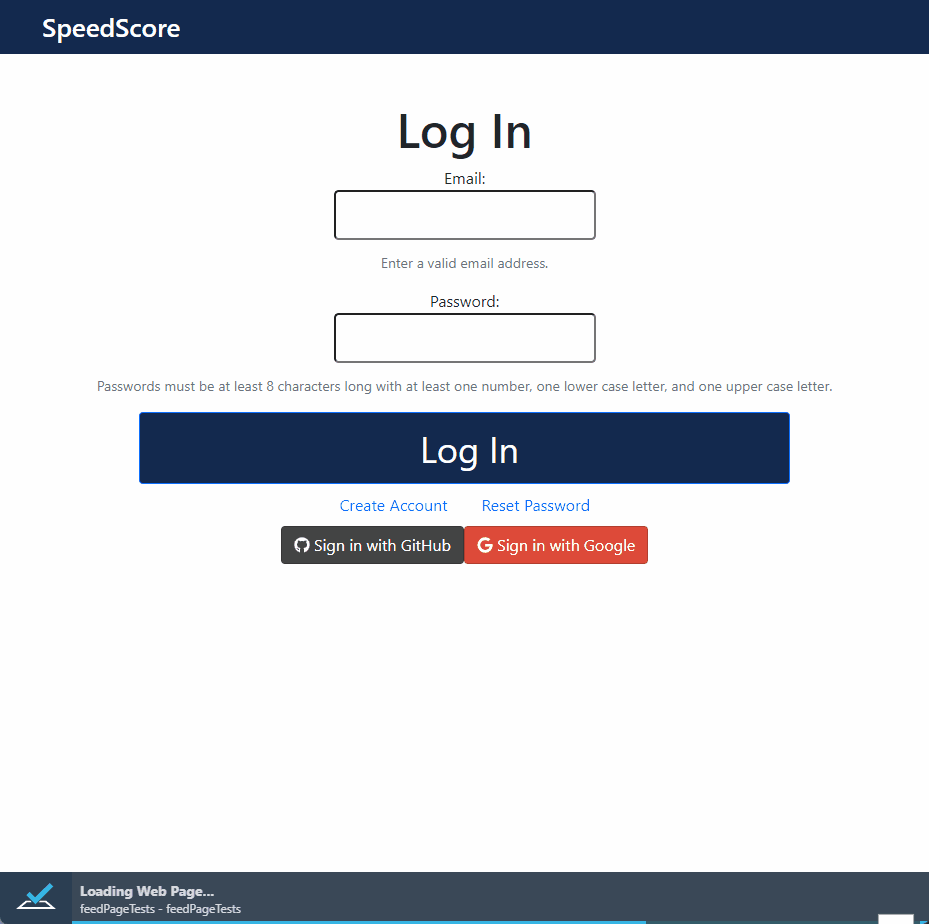 SpeedScore
Log In
Email:
Enter a valid email address.
Password:
Passwords must be at least 8 characters long with at least one number, one lower case letter, and one upper case letter.
Log In
Create Account Reset Password
Sign in with GitHub Sign in with Google
Loading Web Page...
feedPageTests - feedPageTests